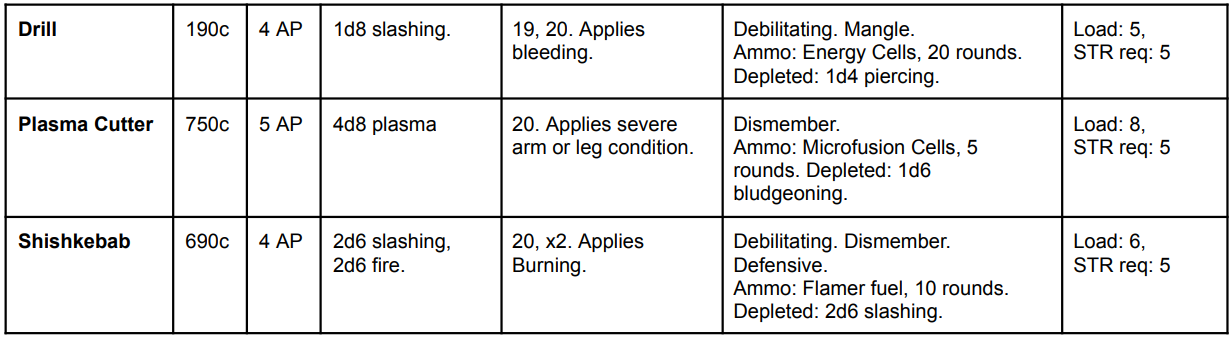 Drill
190c
4 AP
1d8 slashing.
19, 20. Applies
bleeding.
Debilitating. Mangle.
Ammo: Energy Cells, 20 rounds.
Depleted: 1d4 piercing.
Load: 5,
STR req: 5
Plasma Cutter
750c
5 AP
4d8 plasma
20. Applies severe
arm or leg condition.
Dismember.
Ammo: Microfusion Cells, 5
rounds. Depleted: 1d6
bludgeoning.
Load: 8,
STR req: 5
Shishkebab
690c
4 AP
2d6 slashing,
2d6 fire.
20, x2. Applies
Burning.
Debilitating. Dismember.
Defensive.
Ammo: Flamer fuel, 10 rounds.
Depleted: 2d6 slashing.
Load: 6,
STR req: 5